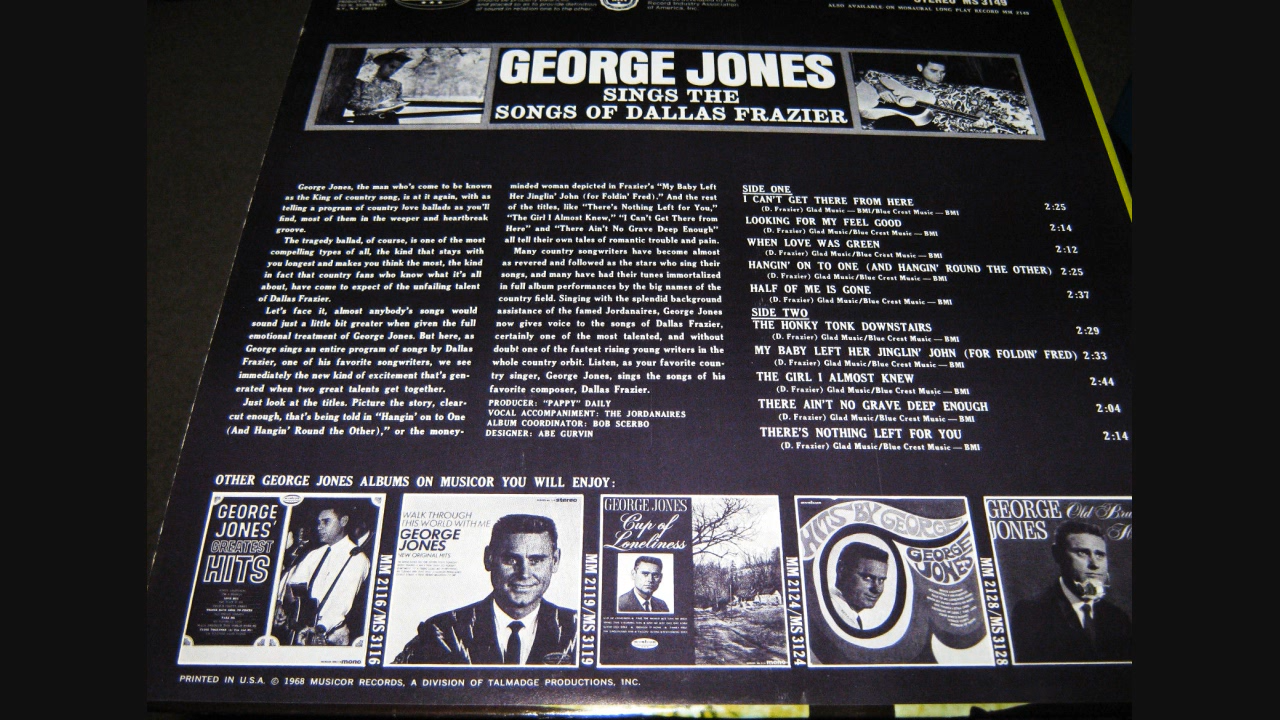 STEREO MS 3149
ALSO AVAILABLE ON MONAURAL LONG PLAY RECORD MM 2149
Record Industry Association
of America, Inc.
GEORGE JONES
SINGS THE
SONGS OF DALLAS FRAZIER
George Jones, the man who's come to be known
as the King of country song, is at it again, with as
telling a program of country love ballads as you'll
find, most of them in the weeper and heartbreak
groove.
The tragedy ballad, of course, is one of the most
compelling types of all, the kind that stays with
you longest and makes you think the most, the kind
in fact that country fans who know what it's all
about, have come to expect of the unfailing talent
of Dallas Frazier.
Let's face it, almost anybody's songs would
sound just a little bit greater when given the full
emotional treatment of George Jones. But here, as
George sings an entire program of songs by Dallas
Frazier, one of his favorite songwriters, we see
immediately the new kind of excitement that's gen-
erated when two great talents get together.
Just look at the titles. Picture the story, clear-
cut enough, that's being told in "Hangin' on to One
(And Hangin' Round the Other)," or the money-
minded woman depicted in Frazier's "My Baby Left
Her Jinglin' John (for Foldin' Fred)." And the rest
of the titles, like "There's Nothing Left for You,"
"The Girl I Almost Knew," "I Can't Get There from
Here" and "There Ain't No Grave Deep Enough"
all tell their own tales of romantic trouble and pain.
Many country songwriters have become almost
as revered and followed as the stars who sing their
songs, and many have had their tunes immortalized
in full album performances by the big names of the
country field. Singing with the splendid background
assistance of the famed Jordanaires, George Jones
now gives voice to the songs of Dallas Frazier,
certainly one of the most talented, and without
doubt one of the fastest rising young writers in the
whole country orbit. Listen, as your favorite coun-
try singer, George Jones, sings the songs of his
favorite composer, Dallas Frazier.
PRODUCER: "PAPPY" DAILY
VOCAL ACCOMPANIMENT: THE JORDANAIRES
ALBUM COORDINATOR: BOB SCERBO
DESIGNER: ABE GURVIN
SIDE ONE
I CAN'T GET THERE FROM HERE 2:25
(D. Frazier) Glad Music — BMI/Blue Crest Music — BMI
LOOKING FOR MY FEEL GOOD 2:14
(D. Frazier) Glad Music/Blue Crest Music — BMI
WHEN LOVE WAS GREEN 2:12
(D. Frazier) Glad Music/Blue Crest Music — BMI
HANGIN' ON TO ONE (AND HANGIN' ROUND THE OTHER) 2:25
(D. Frazier) Glad Music/Blue Crest Music — BMI
HALF OF ME IS GONE 2:37
(D. Frazier) Glad Music/Blue Crest Music — BMI
SIDE TWO
THE HONKY TONK DOWNSTAIRS 2:29
(D. Frazier) Glad Music/Blue Crest Music — BMI
MY BABY LEFT HER JINGLIN' JOHN (FOR FOLDIN' FRED) 2:33
(D. Frazier) Glad Music/Blue Crest Music — BMI
THE GIRL I ALMOST KNEW 2:44
(D. Frazier) Glad Music/Blue Crest Music — BMI
THERE AIN'T NO GRAVE DEEP ENOUGH 2:04
(D. Frazier) Glad Music/Blue Crest Music — BMI
THERE'S NOTHING LEFT FOR YOU 2:14
(D. Frazier) Glad Music/Blue Crest Music — BMI
OTHER GEORGE JONES ALBUMS ON MUSICOR YOU WILL ENJOY:
GEORGE
JONES'
GREATEST
HITS
mono
MM 2116/MS 3116
stereo
WALK THROUGH
THIS WORLD WITH ME
GEORGE
JONES
NEW ORIGINAL HITS
MM 2119/MS 3119
GEORGE JONES
Cup of
Loneliness
mono
MM 2124/MS 3124
HITS BY GEORGE
GEORGE
JONES
MM 2128/MS 3128
GEORGE
JONES
Old
PRINTED IN U.S.A. © 1968 MUSICOR RECORDS, A DIVISION OF TALMADGE PRODUCTIONS, INC.